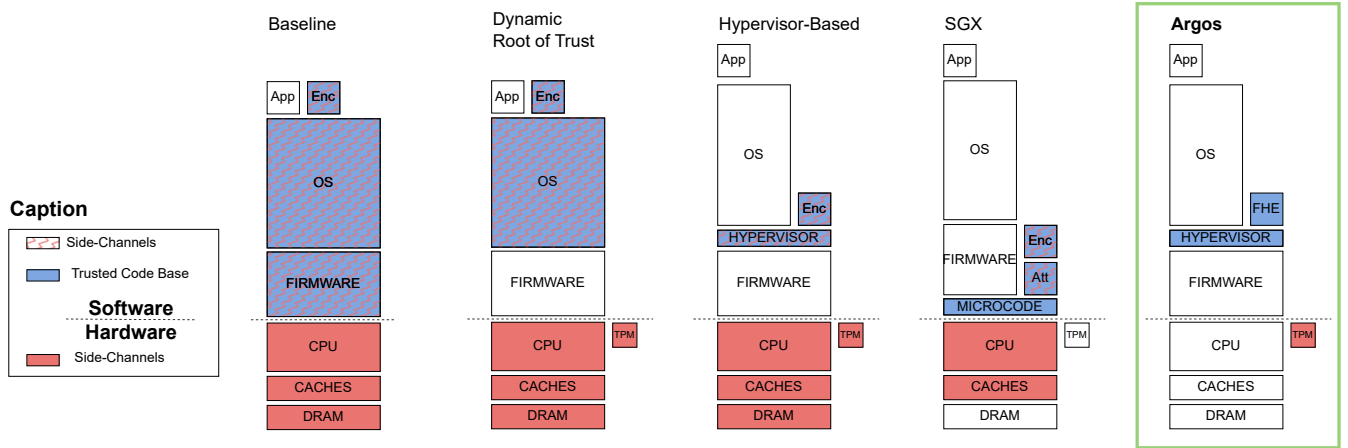 Baseline
Dynamic
Root of Trust
Hypervisor-Based
SGX
Argos
App
Enc
OS
FIRMWARE
CPU
CACHES
DRAM
App
Enc
OS
FIRMWARE
CPU
TPM
CACHES
DRAM
App
OS
Enc
HYPERVISOR
FIRMWARE
CPU
TPM
CACHES
DRAM
App
OS
FIRMWARE
Enc
Att
MICROCODE
CPU
TPM
CACHES
DRAM
App
OS
FHE
HYPERVISOR
FIRMWARE
CPU
TPM
CACHES
DRAM
Caption
Side-Channels
Trusted Code Base
Software
Hardware
Side-Channels